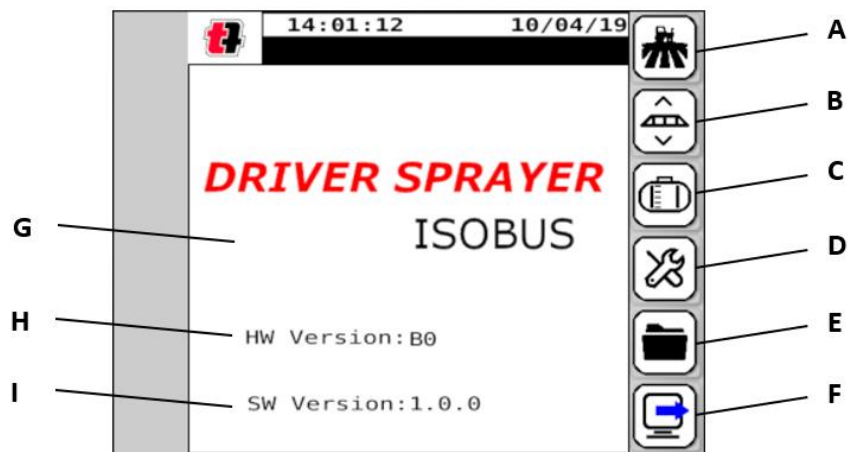 14:01:12 10/04/19
A
B
DRIVER SPRAYER
C
ISOBUS
G
D
HW Version:B0
H
E
SW Version:1.0.0
I
F